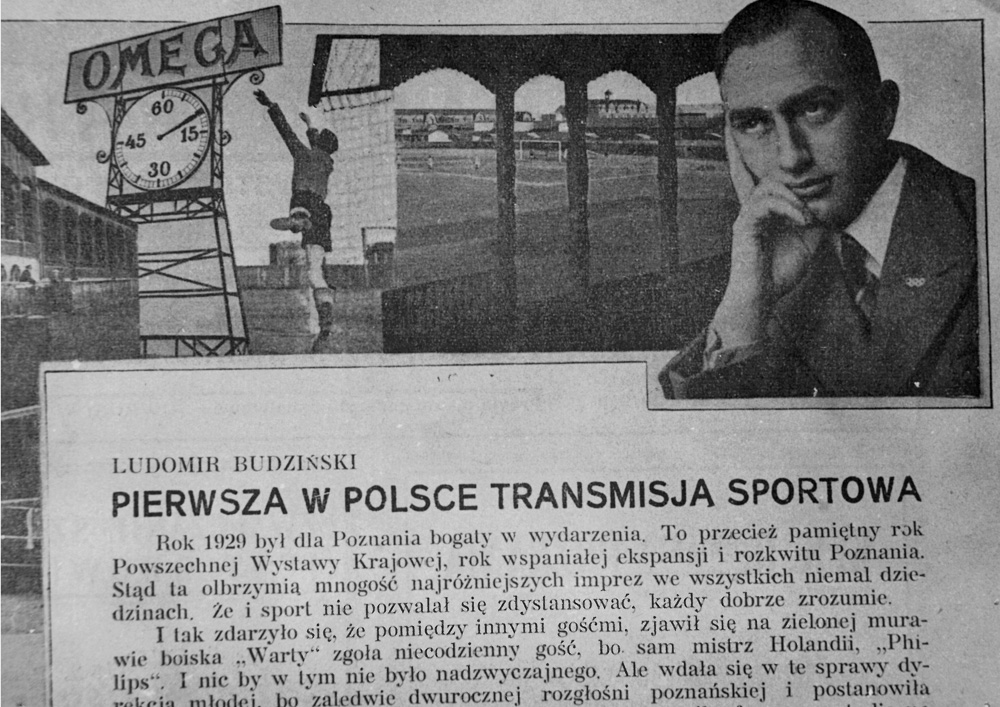 OMEGA
60
45
15
30
LUDOMIR BUDZIŃSKI
PIERWSZA W POLSCE TRANSMISJA SPORTOWA
Rok 1929 był dla Poznania bogaty w wydarzenia. To przecież pamiętny rok
Powszechnej Wystawy Krajowej, rok wspaniałej ekspansji i rozkwitu Poznania.
Stąd ta olbrzymią mnogość najróżniejszych imprez we wszystkich niemal dzie-
dzinach. Że i sport nie pozwalał się zdystansować, każdy dobrze zrozumie.
I tak zdarzyło się, że pomiędzy innymi gośćmi, zjawił się na zielonej mura-
wie boiska „Warty“ zgoła niecodzienny gość, bo sam mistrz Holandii, „Phi-
lips“. I nic by w tym nie było nadzwyczajnego. Ale wdała się w te sprawy dy-
rekcja młodej, bo zaledwie dwurocznej rozgłośni poznańskiej i postanowiła